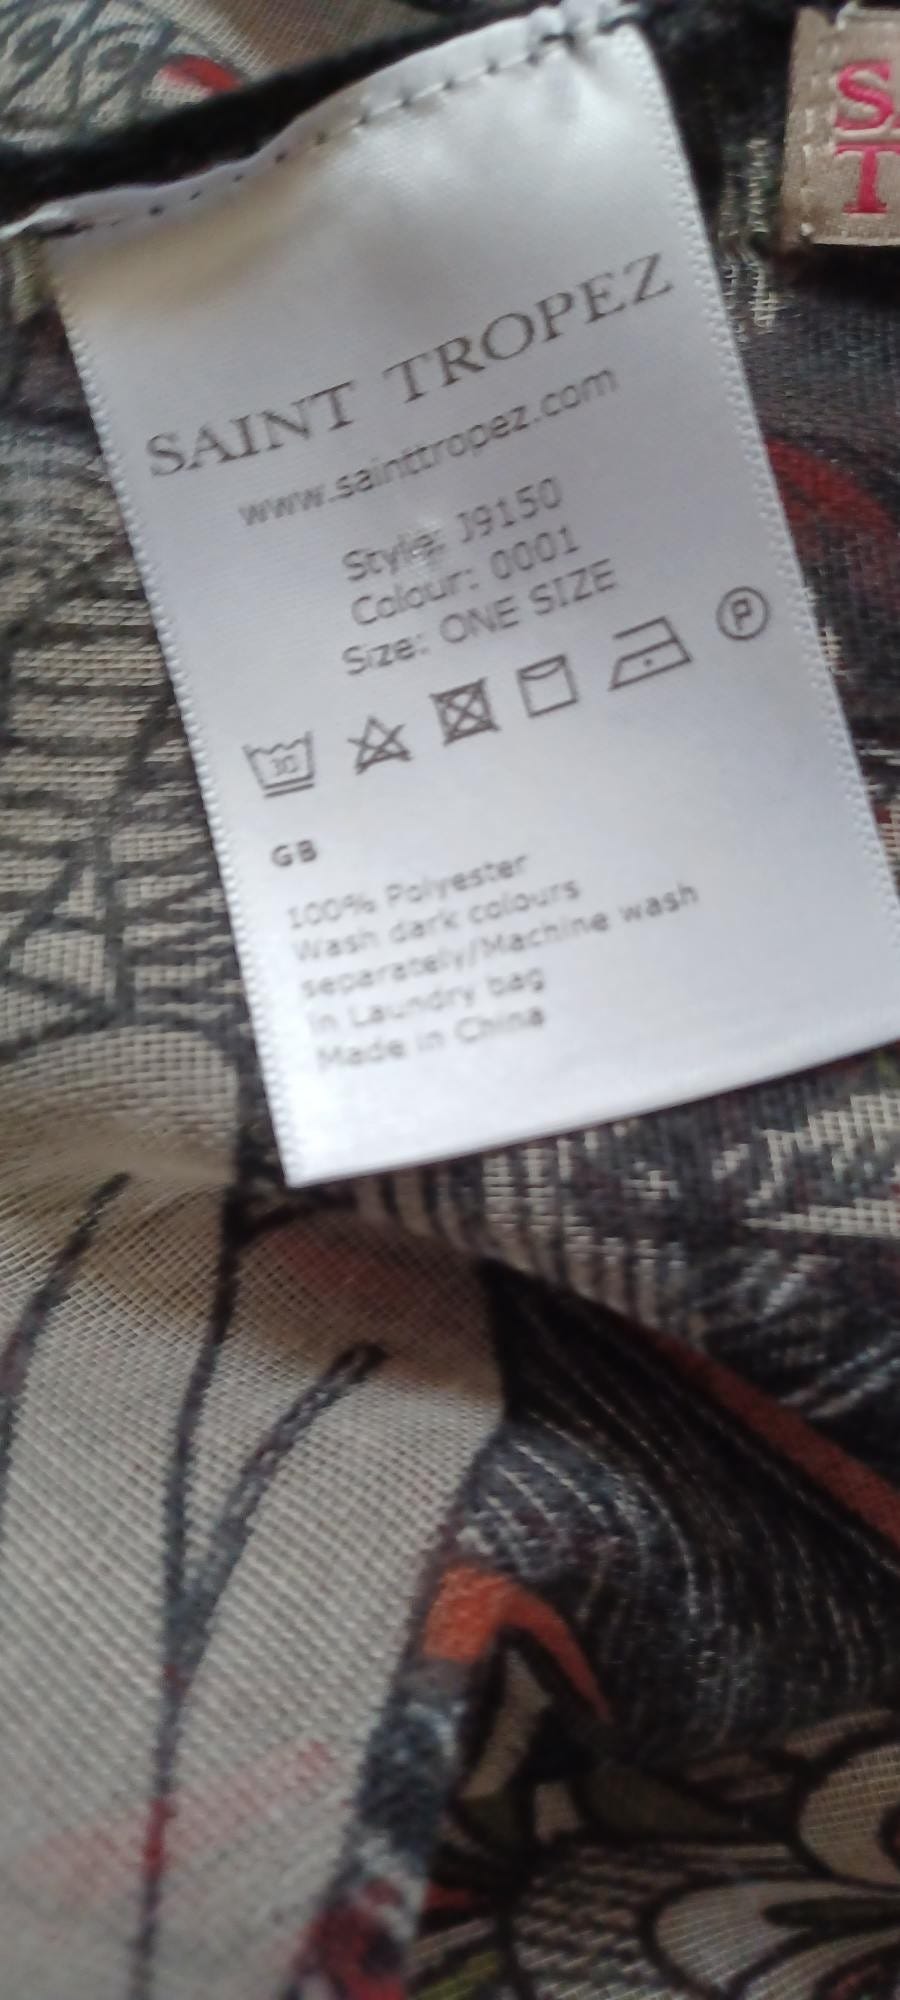 SAINT TROPEZ
www.sainttropez.com
Style: J9150
Colour: 0001
Size: ONE SIZE
30
P
GB
100% Polyester
Wash dark colours
separately/Machine wash
in Laundry bag
Made in China
S
T